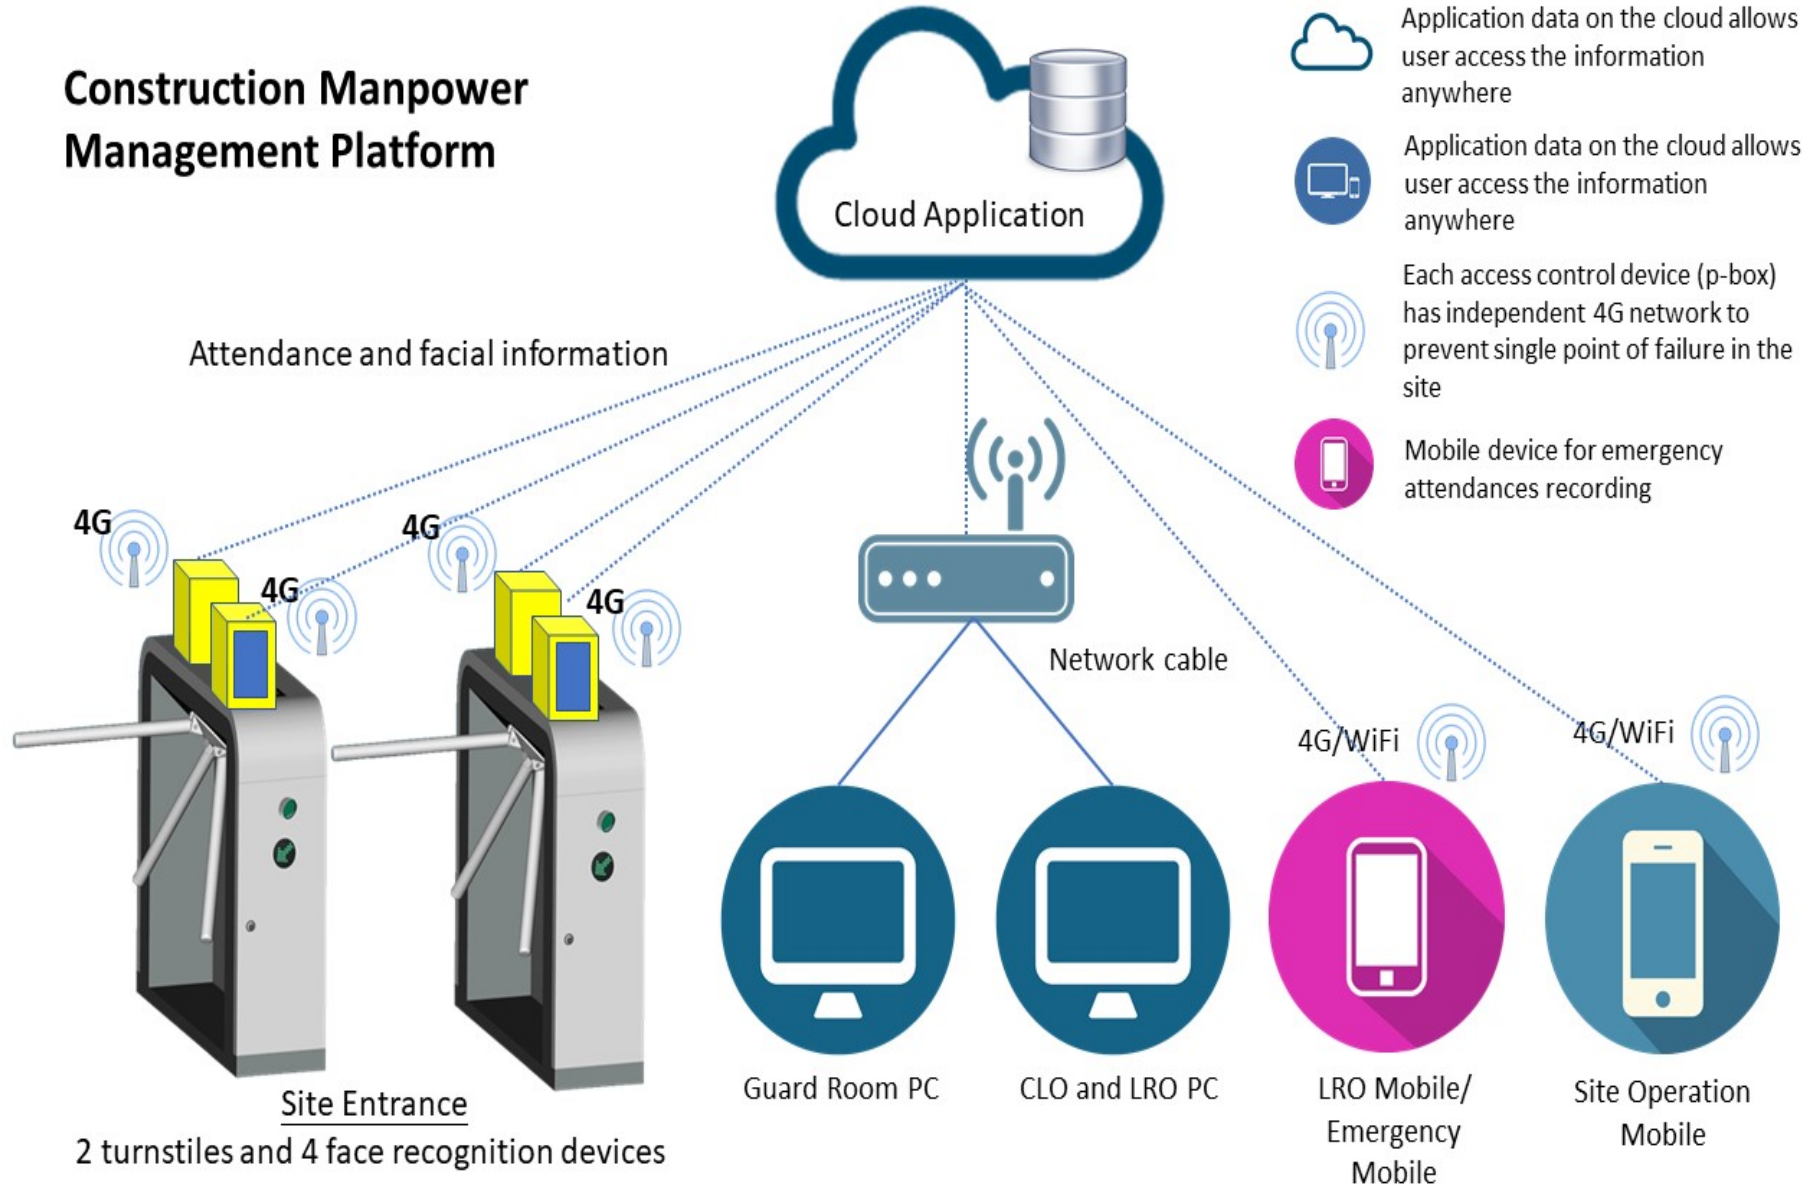 Construction Manpower
Management Platform
Cloud Application
Application data on the cloud allows
user access the information
anywhere
Application data on the cloud allows
user access the information
anywhere
Each access control device (p-box)
has independent 4G network to
prevent single point of failure in the
site
Mobile device for emergency
attendances recording
Attendance and facial information
4G
4G
4G
4G
Network cable
4G/WiFi
4G/WiFi
Site Entrance
2 turnstiles and 4 face recognition devices
Guard Room PC
CLO and LRO PC
LRO Mobile/
Emergency
Mobile
Site Operation
Mobile